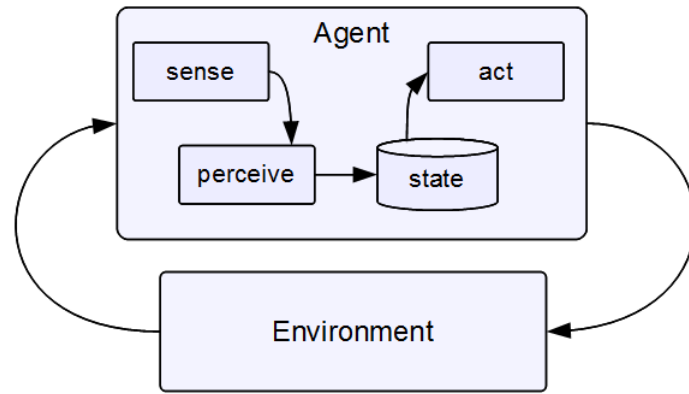 Agent
sense
act
perceive
state
Environment